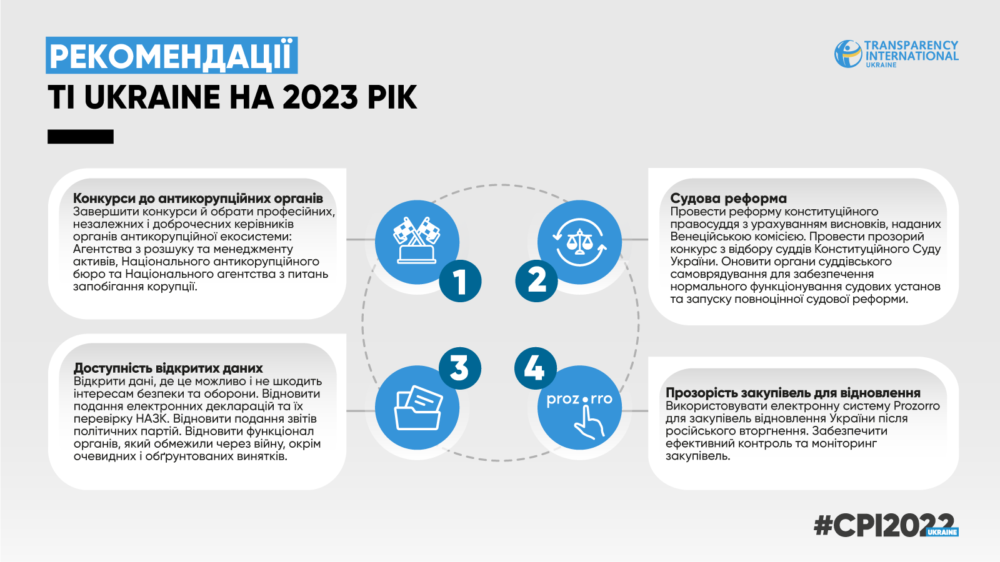 РЕКОМЕНДАЦІЇ
ТІ UKRAINE НА 2023 РІК
TRANSPARENCY
INTERNATIONAL
UKRAINE
Конкурси до антикорупційних органів
Завершити конкурси й обрати професійних,
незалежних і доброчесних керівників
органів антикорупційної екосистеми:
Агентства з розшуку та менеджменту
активів, Національного антикорупційного
бюро та Національного агентства з питань
запобігання корупції.
1
2
Судова реформа
Провести реформу конституційного
правосуддя з урахуванням висновків, наданих
Венеційською комісією. Провести прозорий
конкурс з відбору суддів Конституційного Суду
України. Оновити органи суддівського
самоврядування для забезпечення
нормального функціонування судових установ
та запуску повноцінної судової реформи.
Доступність відкритих даних
Відкрити дані, де це можливо і не шкодить
інтересам безпеки та оборони. Відновити
подання електронних декларацій та їх
перевірку НАЗК. Відновити подання звітів
політичних партій. Відновити функціонал
органів, який обмежили через війну, окрім
очевидних і обґрунтованих винятків.
3
4
proz●rro
Прозорість закупівель для відновлення
Використовувати електронну систему Prozorro
для закупівель відновлення України після
російського вторгнення. Забезпечити
ефективний контроль та моніторинг
закупівель.
#CPI2022
UKRAINE